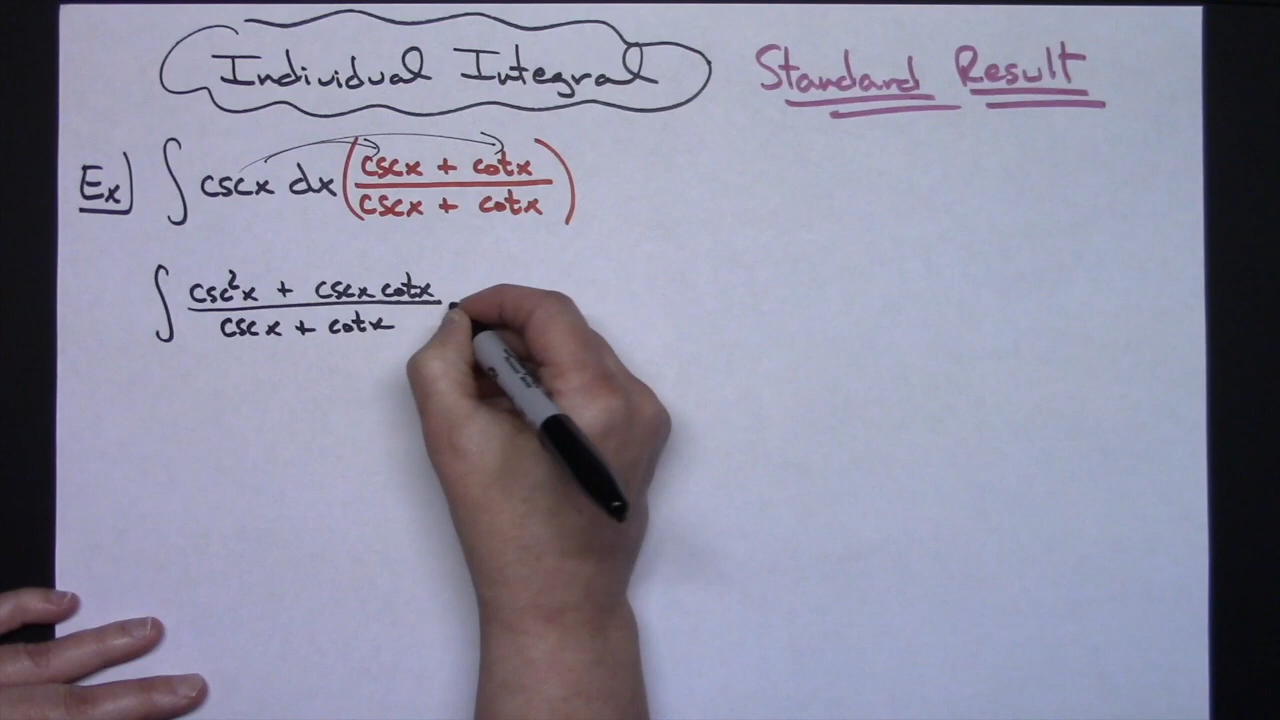 Individual Integral Standard Result
Ex) ∫ cscx dx (cscx + cotx / cscx + cotx)
∫ csc²x + cscx cotx / cscx + cotx